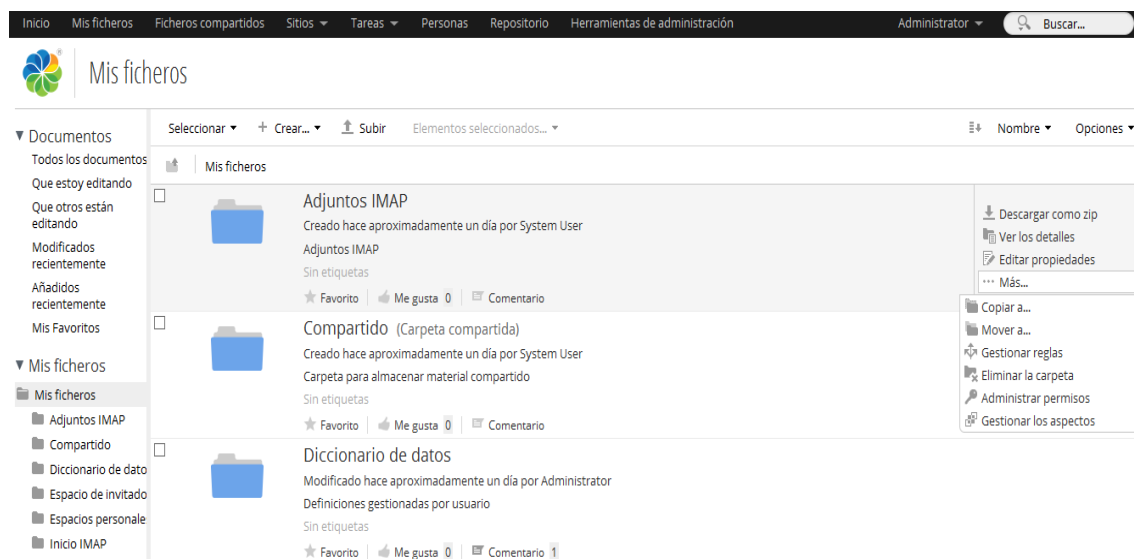 Inicio Mis ficheros Ficheros compartidos Sitios Tareas Personas Repositorio Herramientas de administración Administrator Buscar...
Mis ficheros
Documentos
Todos los documentos
Que estoy editando
Que otros están
editando
Modificados
recientemente
Añadidos
recientemente
Mis Favoritos
Mis ficheros
Mis ficheros
Adjuntos IMAP
Compartido
Diccionario de dato
Espacio de invitado
Espacios personale
Inicio IMAP
Seleccionar + Crear... Subir Elementos seleccionados... Nombre Opciones
Mis ficheros
Adjuntos IMAP
Creado hace aproximadamente un día por System User
Adjuntos IMAP
Sin etiquetas
Favorito Me gusta 0 Comentario
Descargar como zip
Ver los detalles
Editar propiedades
··· Más...
Copiar a...
Mover a...
Gestionar reglas
Eliminar la carpeta
Administrar permisos
Gestionar los aspectos
Compartido (Carpeta compartida)
Creado hace aproximadamente un día por System User
Carpeta para almacenar material compartido
Sin etiquetas
Favorito Me gusta 0 Comentario
Diccionario de datos
Modificado hace aproximadamente un día por Administrator
Definiciones gestionadas por usuario
Sin etiquetas
Favorito Me gusta 0 Comentario 1